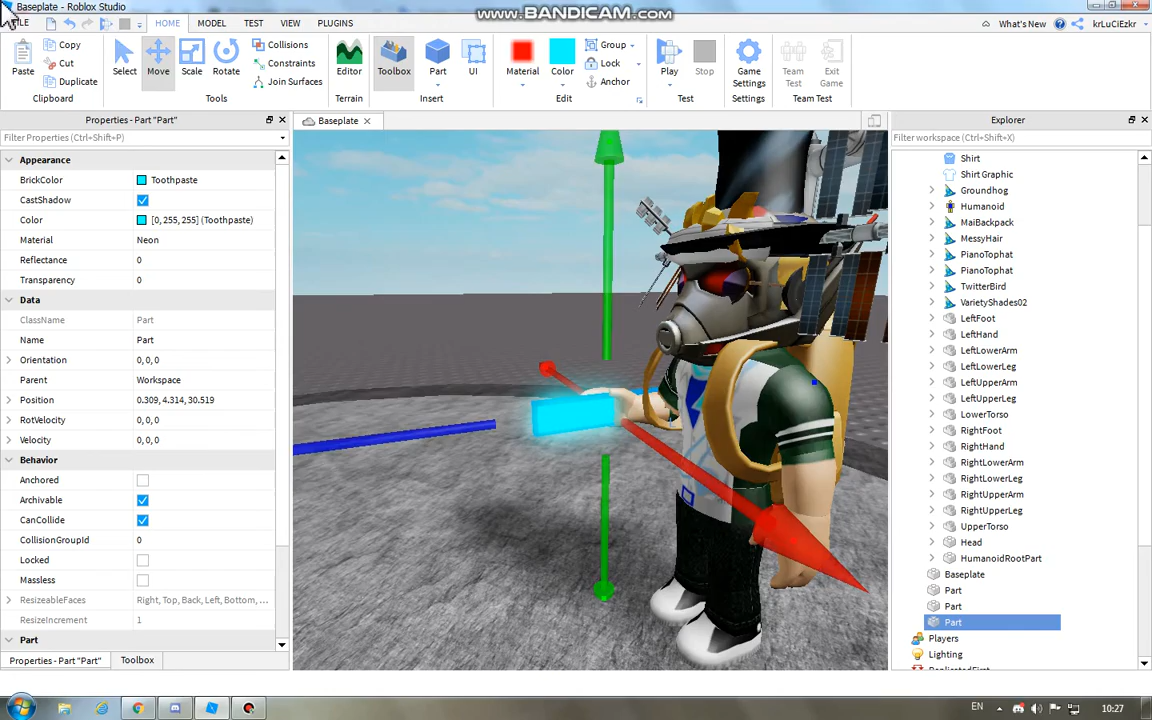 Baseplate - Roblox Studio
www.BANDICAM.com
HOME
MODEL
TEST
VIEW
PLUGINS
What's New
krLuCiEzkr
Paste
Copy
Cut
Duplicate
Clipboard
Select
Move
Scale
Rotate
Collisions
Constraints
Join Surfaces
Tools
Editor
Terrain
Toolbox
Part
UI
Insert
Material
Color
Group
Lock
Anchor
Edit
Play
Stop
Test
Game
Settings
Settings
Team
Test
Exit
Game
Team Test
Properties - Part "Part"
Filter Properties (Ctrl+Shift+P)
Appearance
BrickColor Toothpaste
CastShadow
Color [0,255,255] (Toothpaste)
Material Neon
Reflectance 0
Transparency 0
Data
ClassName Part
Name Part
Orientation 0,0,0
Parent Workspace
Position 0.309, 4.314, 30.519
RotVelocity 0,0,0
Velocity 0,0,0
Behavior
Anchored
Archivable
CanCollide
CollisionGroupId 0
Locked
Massless
ResizeableFaces Right, Top, Back, Left, Bottom, ...
ResizeIncrement 1
Part
Properties - Part "Part"
Toolbox
Baseplate
Explorer
Filter workspace (Ctrl+Shift+X)
Shirt
Shirt Graphic
Groundhog
Humanoid
MaiBackpack
MessyHair
PianoTophat
PianoTophat
TwitterBird
VarietyShades02
LeftFoot
LeftHand
LeftLowerArm
LeftLowerLeg
LeftUpperArm
LeftUpperLeg
LowerTorso
RightFoot
RightHand
RightLowerArm
RightLowerLeg
RightUpperArm
RightUpperLeg
UpperTorso
Head
HumanoidRootPart
Baseplate
Part
Part
Part
Players
Lighting
EN
10:27